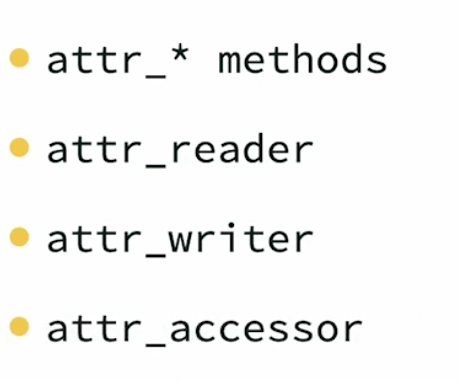 attr_* methods
attr_reader
attr_writer
attr_accessor